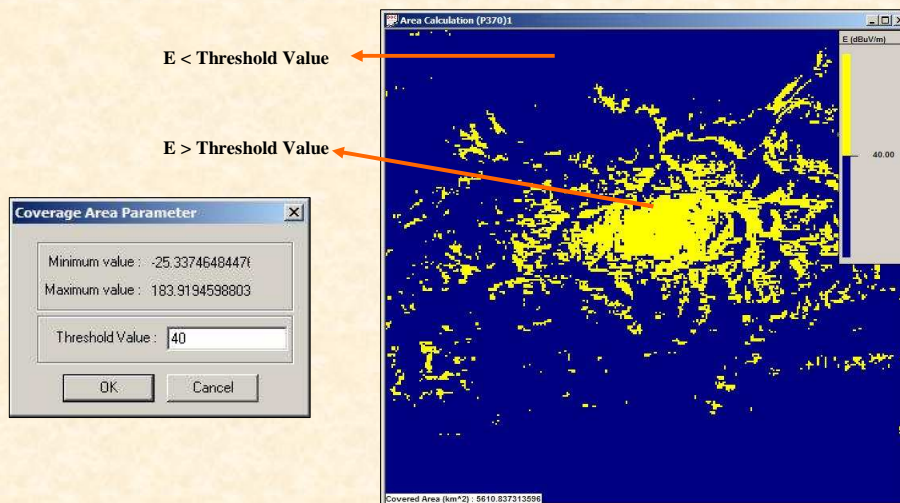 Area Calculation (P370)1
E (dBuV/m)
40.00
E < Threshold Value
E > Threshold Value
Coverage Area Parameter
Minimum value : -25.33746484476
Maximum value : 183.9194598803
Threshold Value : 40
OK Cancel
Covered Area (km^2) : 5610.837313596